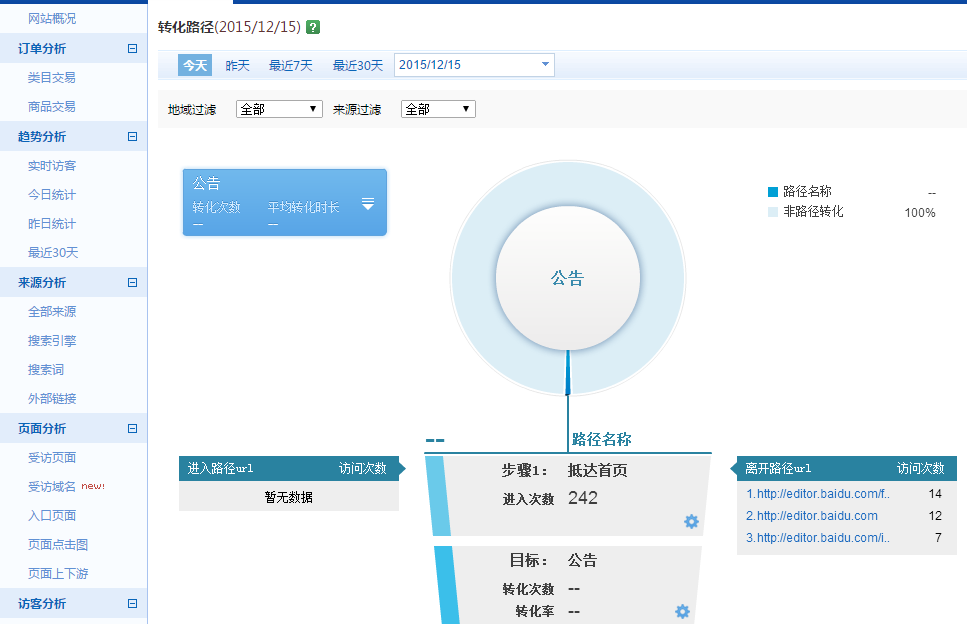 网站概况
订单分析
类目交易
商品交易
趋势分析
实时访客
今日统计
昨日统计
最近30天
来源分析
全部来源
搜索引擎
搜索词
外部链接
页面分析
受访页面
受访域名 new!
入口页面
页面点击图
页面上下游
访客分析
转化路径(2015/12/15) ?
今天 昨天 最近7天 最近30天 2015/12/15
地域过滤 全部 来源过滤 全部
公告
转化次数 平均转化时长
-- --
公告
路径名称 --
非路径转化 100%
-- 路径名称
进入路径url 访问次数
暂无数据
步骤1： 抵达首页
进入次数 242
目标： 公告
转化次数 --
转化率 --
离开路径url 访问次数
1.http://editor.baidu.com/f.. 14
2.http://editor.baidu.com 12
3.http://editor.baidu.com/i.. 7